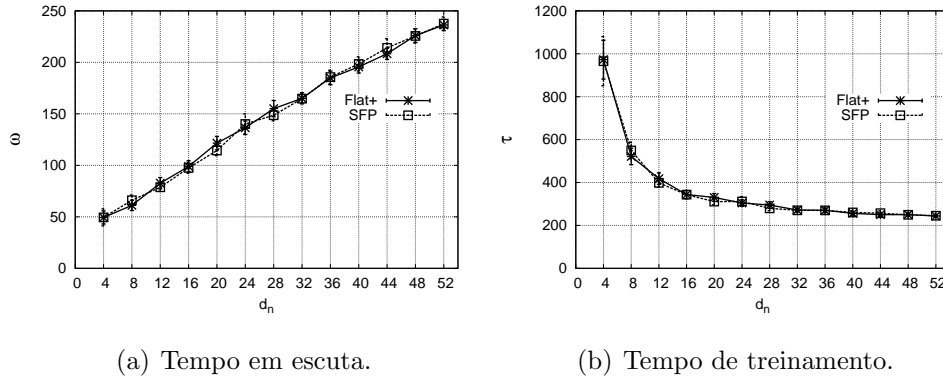 250
200
150
100
50
0
ω
Flat+
SFP
0 4 8 12 16 20 24 28 32 36 40 44 48 52
dn
(a) Tempo em escuta.
1200
1000
800
600
400
200
0
τ
Flat+
SFP
0 4 8 12 16 20 24 28 32 36 40 44 48 52
dn
(b) Tempo de treinamento.